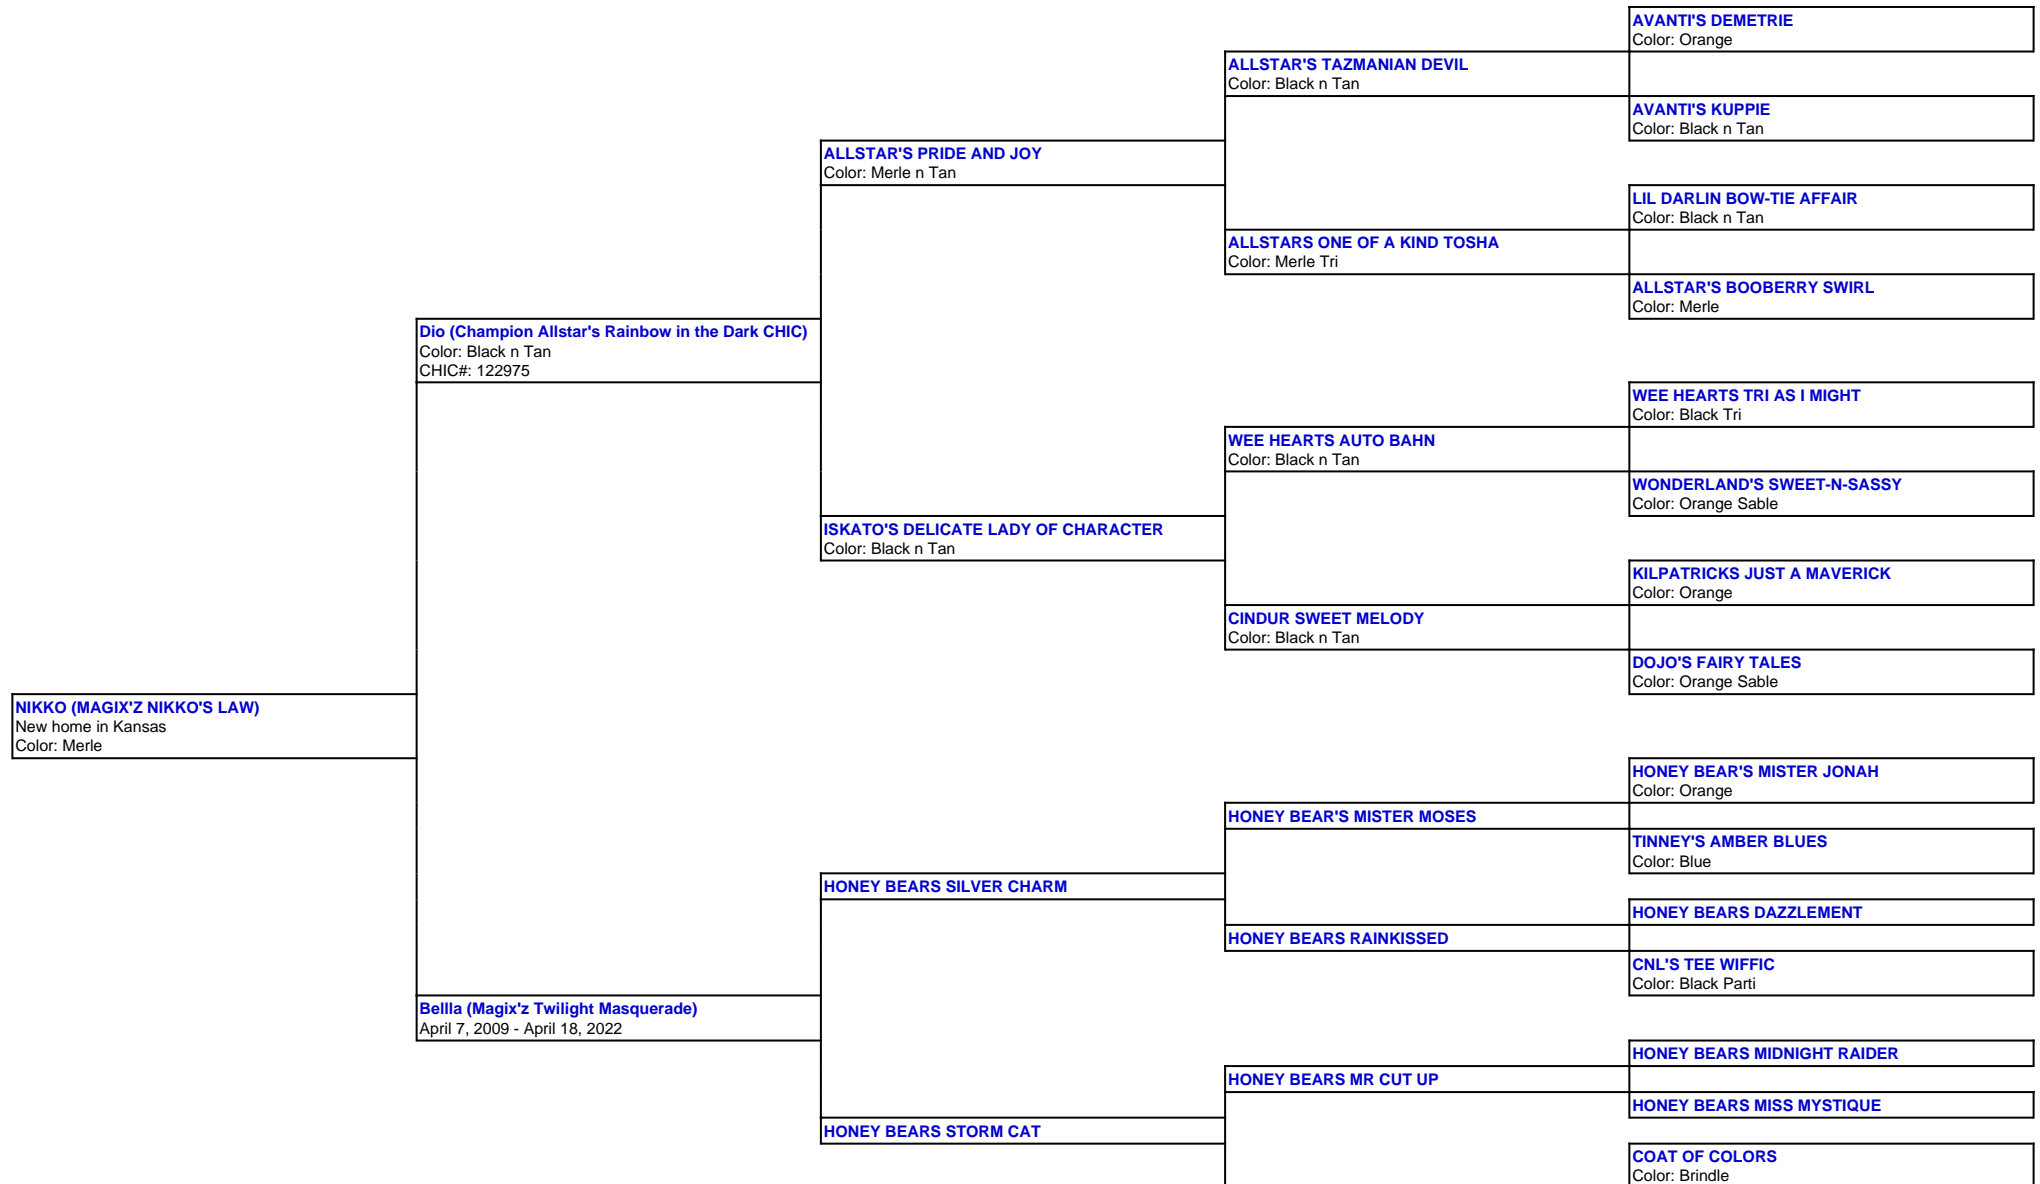 AVANTI'S DEMETRIE
Color: Orange
ALLSTAR'S TAZMANIAN DEVIL
Color: Black n Tan
AVANTI'S KUPPIE
Color: Black n Tan
ALLSTAR'S PRIDE AND JOY
Color: Merle n Tan
LIL DARLIN BOW-TIE AFFAIR
Color: Black n Tan
ALLSTARS ONE OF A KIND TOSHA
Color: Merle Tri
ALLSTAR'S BOOBERRY SWIRL
Color: Merle
Dio (Champion Allstar's Rainbow in the Dark CHIC)
Color: Black n Tan
CHIC#: 122975
WEE HEARTS TRI AS I MIGHT
Color: Black Tri
WEE HEARTS AUTO BAHN
Color: Black n Tan
WONDERLAND'S SWEET-N-SASSY
Color: Orange Sable
ISKATO'S DELICATE LADY OF CHARACTER
Color: Black n Tan
KILPATRICKS JUST A MAVERICK
Color: Orange
CINDUR SWEET MELODY
Color: Black n Tan
DOJO'S FAIRY TALES
Color: Orange Sable
NIKKO (MAGIX'Z NIKKO'S LAW)
New home in Kansas
Color: Merle
HONEY BEAR'S MISTER JONAH
Color: Orange
HONEY BEAR'S MISTER MOSES
TINNEY'S AMBER BLUES
Color: Blue
HONEY BEARS SILVER CHARM
HONEY BEARS DAZZLEMENT
HONEY BEARS RAINKISSED
CNL'S TEE WIFFIC
Color: Black Parti
Bellla (Magix'z Twilight Masquerade)
April 7, 2009 - April 18, 2022
HONEY BEARS MIDNIGHT RAIDER
HONEY BEARS MR CUT UP
HONEY BEARS MISS MYSTIQUE
HONEY BEARS STORM CAT
COAT OF COLORS
Color: Brindle